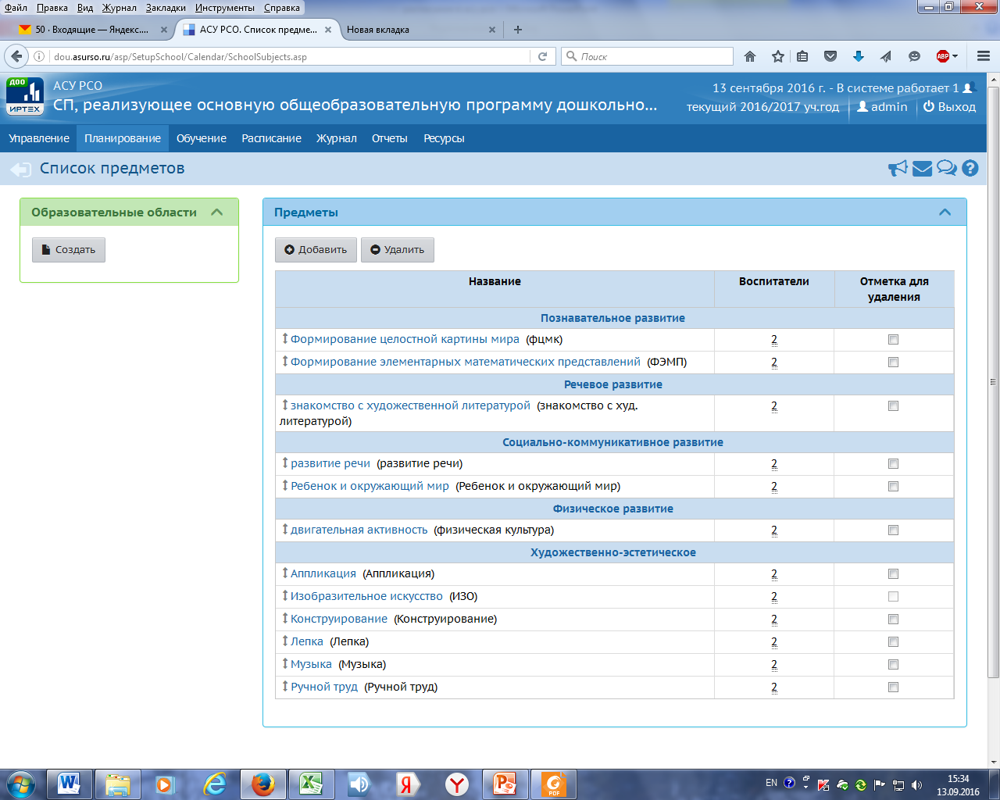 Файл Правка Вид Журнал Закладки Инструменты Справка
50 · Входящие — Яндекс....
АСУ РСО. Список предме...
Новая вкладка
dou.asurso.ru/asp/SetupSchool/Calendar/SchoolSubjects.asp
Поиск
ABP
ДОО
ИРТЕХ
АСУ РСО
СП, реализующее основную общеобразовательную программу дошкольно...
13 сентября 2016 г. - В системе работает 1
текущий 2016/2017 уч.год admin Выход
Управление Планирование Обучение Расписание Журнал Отчеты Ресурсы
Список предметов
Образовательные области
Создать
Предметы
Добавить Удалить
Название Воспитатели Отметка для
удаления
Познавательное развитие
Формирование целостной картины мира (фцмк) 2
Формирование элементарных математических представлений (ФЭМП) 2
Речевое развитие
знакомство с художественной литературой (знакомство с худ. 2
литературой)
Социально-коммуникативное развитие
развитие речи (развитие речи) 2
Ребенок и окружающий мир (Ребенок и окружающий мир) 2
Физическое развитие
двигательная активность (физическая культура) 2
Художественно-эстетическое
Аппликация (Аппликация) 2
Изобразительное искусство (ИЗО) 2
Конструирование (Конструирование) 2
Лепка (Лепка) 2
Музыка (Музыка) 2
Ручной труд (Ручной труд) 2
PDF
EN
15:34
13.09.2016